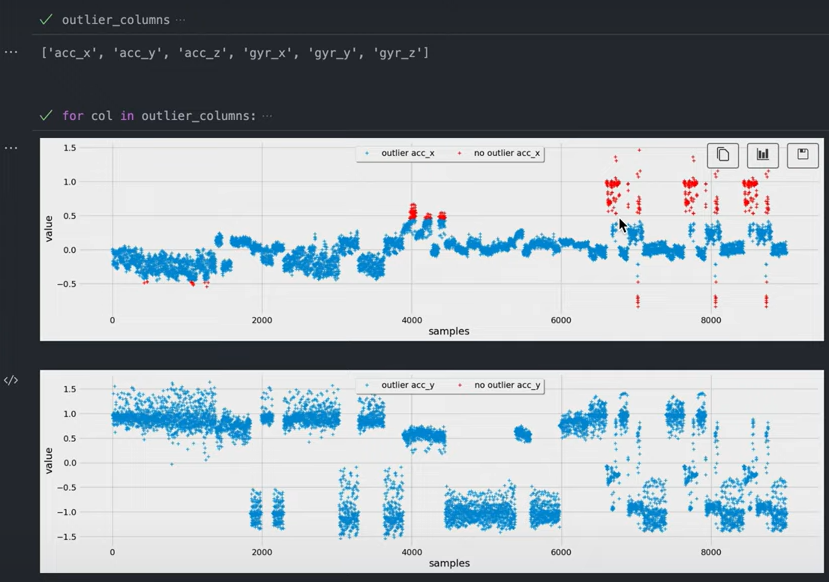 outlier_columns ...
['acc_x', 'acc_y', 'acc_z', 'gyr_x', 'gyr_y', 'gyr_z']
for col in outlier_columns: ...
outlier acc_x no outlier acc_x
1.5
1.0
0.5
0.0
−0.5
value
0 2000 4000 6000 8000
samples
outlier acc_y no outlier acc_y
1.5
1.0
0.5
0.0
−0.5
−1.0
−1.5
value
0 2000 4000 6000 8000
samples